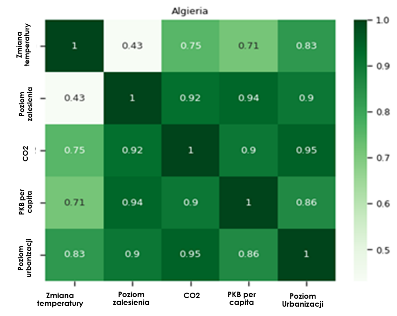 Algieria
Zmiana
temperatury
1
0.43
0.75
0.71
0.83
1.0
0.9
0.8
0.7
0.6
0.5
Poziom
zalesienia
0.43
1
0.92
0.94
0.9
CO2
0.75
0.92
1
0.9
0.95
PKB per
capita
0.71
0.94
0.9
1
0.86
Poziom
urbanizacji
0.83
0.9
0.95
0.86
1
Zmiana
temperatury
Poziom
zalesienia
CO2
PKB per
capita
Poziom
Urbanizacji